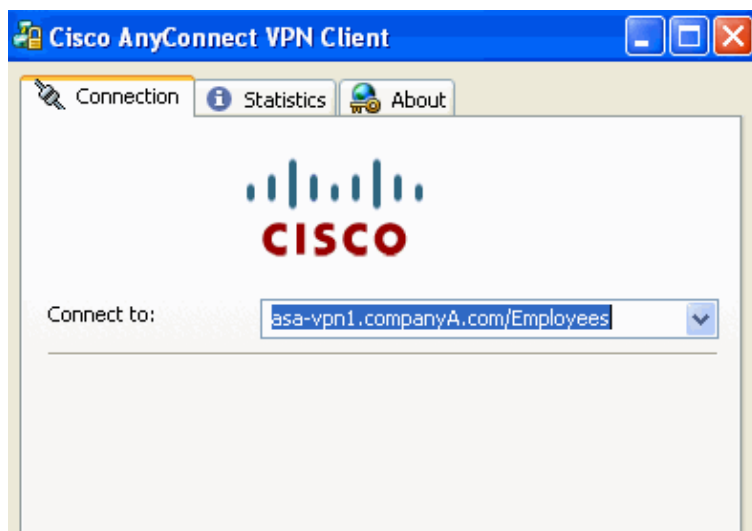 Cisco AnyConnect VPN Client
Connection Statistics About
CISCO
Connect to: asa-vpn1.companyA.com/Employees